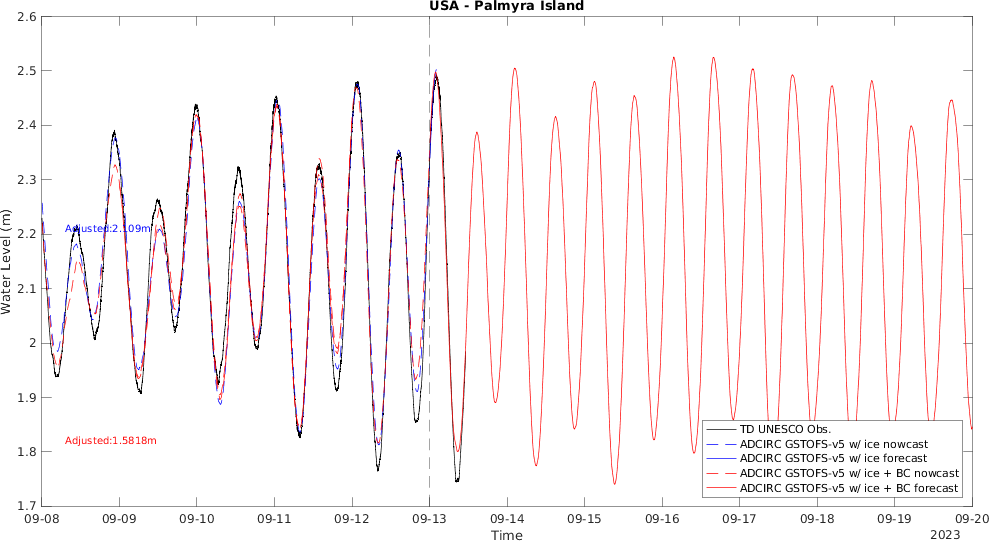 USA - Palmyra Island
2.6
2.5
2.4
2.3
2.2
2.1
2
1.9
1.8
1.7
Water Level (m)
Adjusted:2.109m
Adjusted:1.5818m
TD UNESCO Obs.
ADCIRC GSTOFS-v5 w/ ice nowcast
ADCIRC GSTOFS-v5 w/ ice forecast
ADCIRC GSTOFS-v5 w/ ice + BC nowcast
ADCIRC GSTOFS-v5 w/ ice + BC forecast
09-08 09-09 09-10 09-11 09-12 09-13 09-14 09-15 09-16 09-17 09-18 09-19 09-20
Time
2023